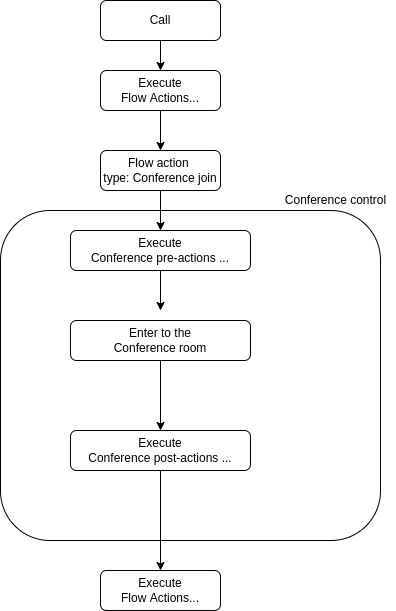 Call
Execute
Flow Actions...
Flow action
type: Conference join
Conference control
Execute
Conference pre-actions ...
Enter to the
Conference room
Execute
Conference post-actions ...
Execute
Flow Actions...